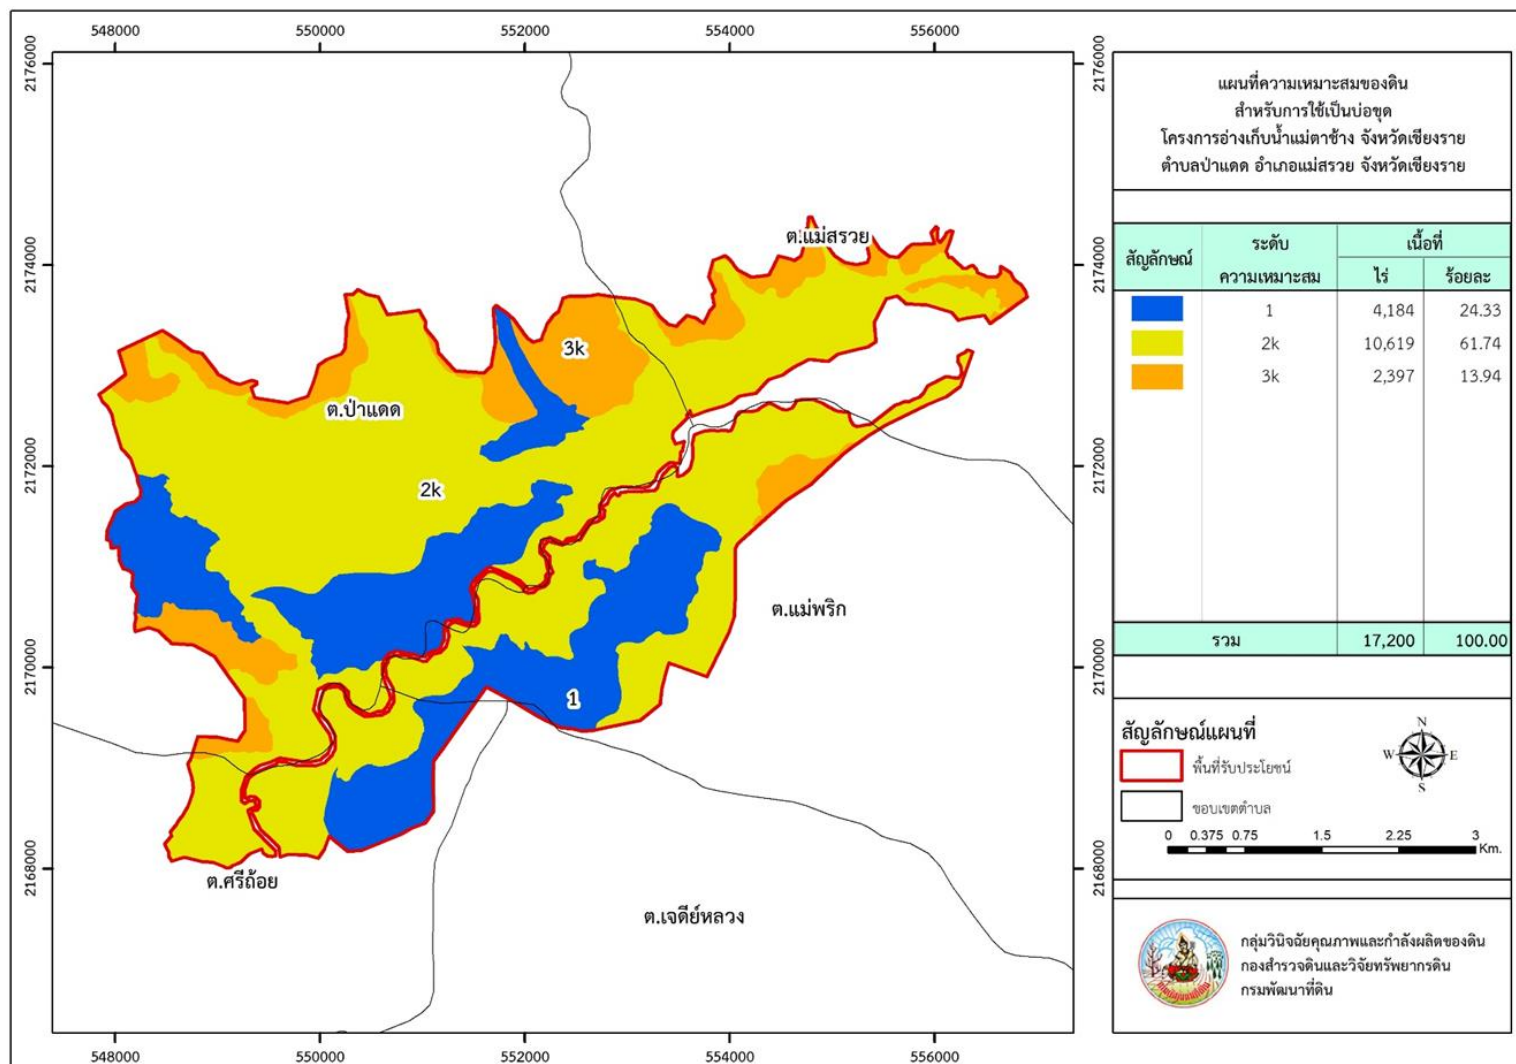 548000
550000
552000
554000
556000
2176000
2176000
แผนที่ความเหมาะสมของดิน
สำหรับการใช้เป็นบ่อขุด
โครงการอ่างเก็บน้ำแม่ตาช้าง จังหวัดเชียงราย
ตำบลป่าแดด อำเภอแม่สรวย จังหวัดเชียงราย
สัญลักษณ์
ระดับ
ความเหมาะสม
เนื้อที่
ไร่
ร้อยละ
1 4,184 24.33
2k 10,619 61.74
3k 2,397 13.94
รวม 17,200 100.00
ต.แม่สรวย
2174000
2174000
3k
ต.ป่าแดด
2172000
2172000
2k
ต.แม่พริก
2170000
2170000
1
2168000
2168000
ต.ศรีถ้อย
ต.เจดีย์หลวง
สัญลักษณ์แผนที่
N
W
E
S
พื้นที่รับประโยชน์
ขอบเขตตำบล
0 0.375 0.75 1.5 2.25 3
Km.
กลุ่มวินิจฉัยคุณภาพและกำลังผลิตของดิน
กองสำรวจดินและวิจัยทรัพยากรดิน
กรมพัฒนาที่ดิน
548000
550000
552000
554000
556000